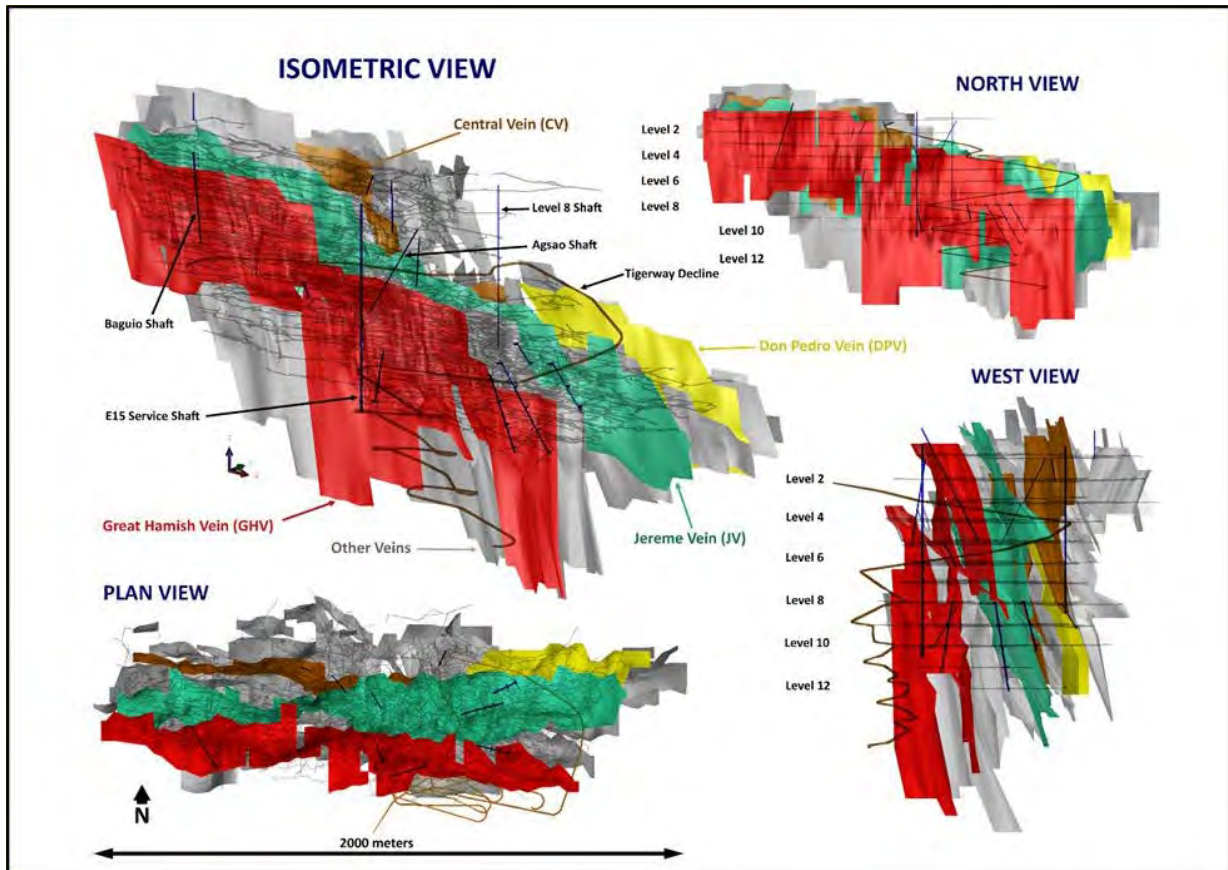 ISOMETRIC VIEW
Central Vein (CV)
Level 8 Shaft
Agsao Shaft
Tigerway Decline
Baguio Shaft
Don Pedro Vein (DPV)
E15 Service Shaft
Great Hamish Vein (GHV)
Other Veins
Jereme Vein (JV)
NORTH VIEW
Level 2
Level 4
Level 6
Level 8
Level 10
Level 12
WEST VIEW
Level 2
Level 4
Level 6
Level 8
Level 10
Level 12
PLAN VIEW
N
2000 meters